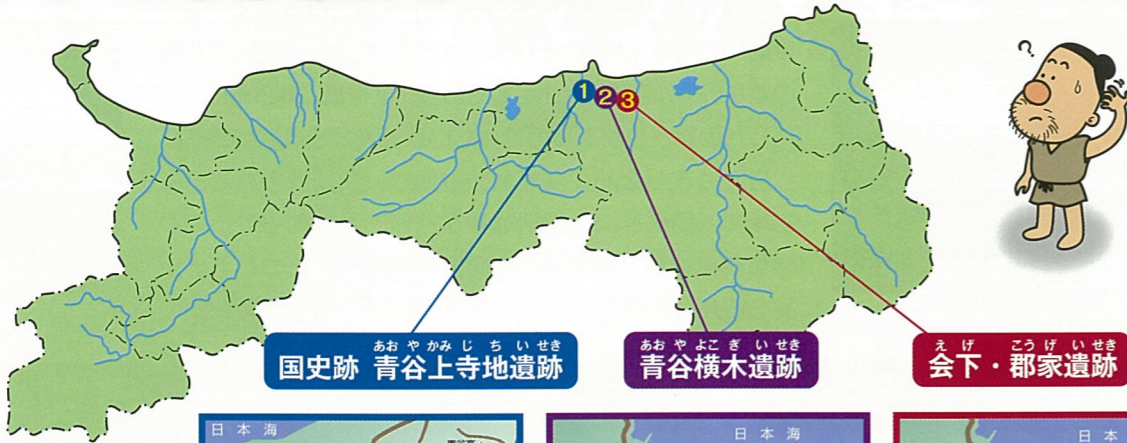 ?
1
2
3
あおやかみじちいせき
国史跡 青谷上寺地遺跡
あおやよこぎいせき
青谷横木遺跡
えげ こうげいせき
会下・郡家遺跡
日本海
日本海
日本